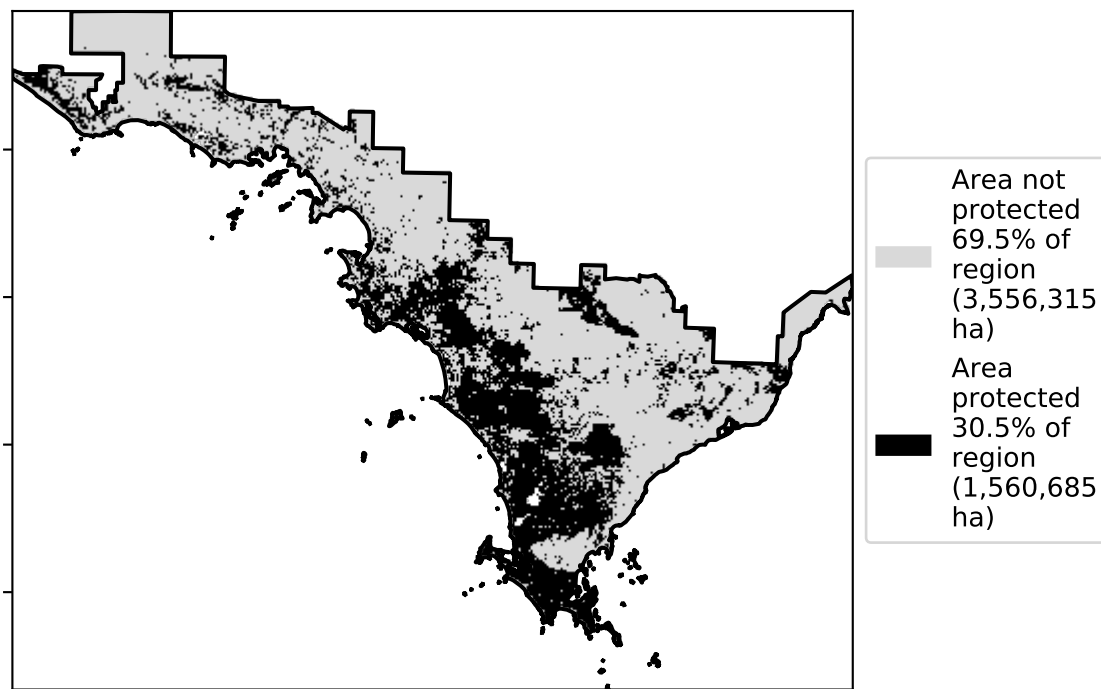 Area not
protected
69.5% of
region
(3,556,315
ha)
Area
protected
30.5% of
region
(1,560,685
ha)